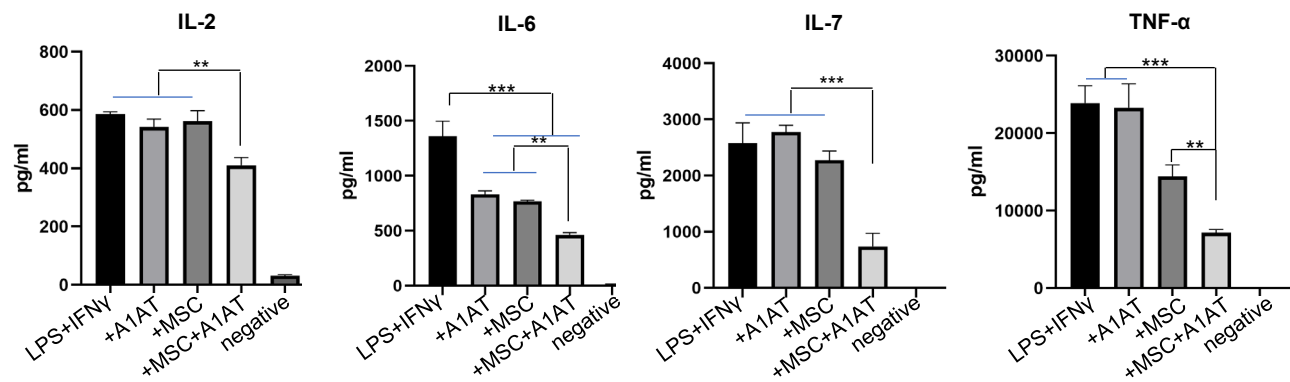 IL-2
pg/ml
800
600
400
200
0
**
LPS+IFNγ
+A1AT
+MSC
+MSC+A1AT
negative
IL-6
pg/ml
2000
1500
1000
500
0
***
**
LPS+IFNγ
+A1AT
+MSC
+MSC+A1AT
negative
IL-7
pg/ml
4000
3000
2000
1000
0
***
LPS+IFNγ
+A1AT
+MSC
+MSC+A1AT
negative
TNF-α
pg/ml
30000
20000
10000
0
***
**
LPS+IFNγ
+A1AT
+MSC
+MSC+A1AT
negative